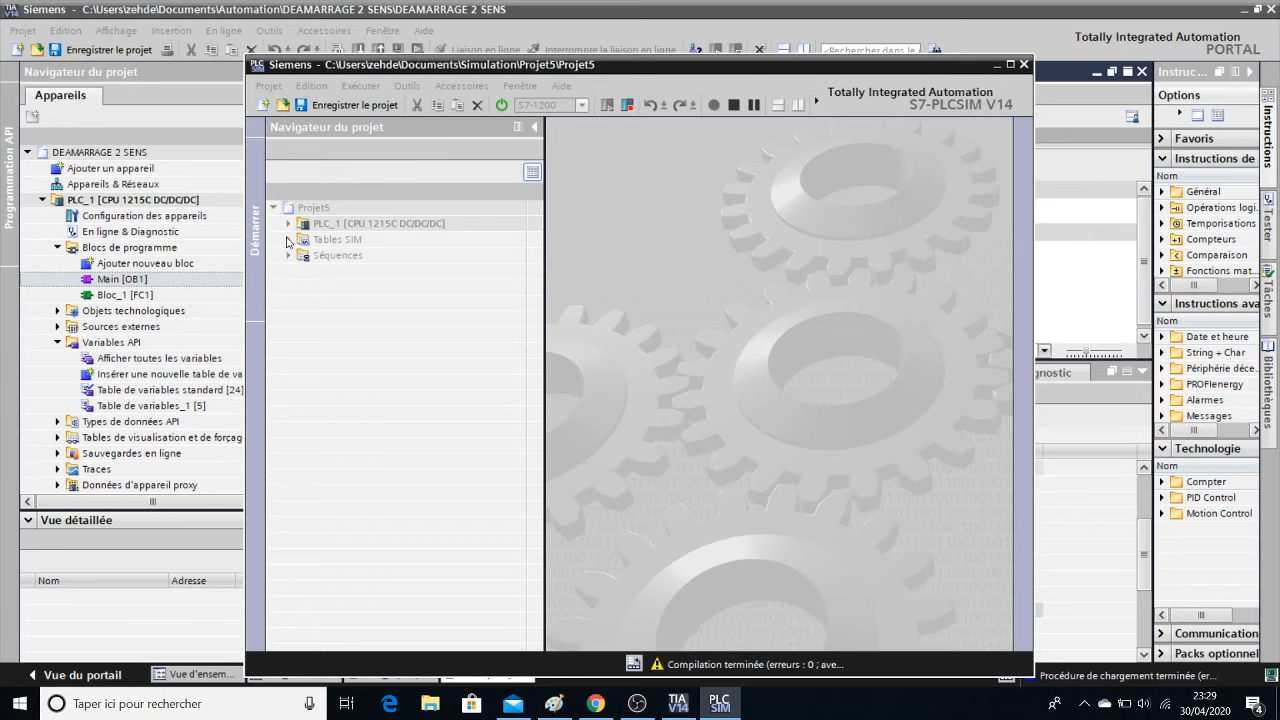 Siemens - C:\Users\zehde\Documents\Automation\DEAMARRAGE 2 SENS\DEAMARRAGE 2 SENS
Projet Edition Affichage Insertion En ligne Outils Accessoires Fenêtre Aide
Totally Integrated Automation
PORTAL
Enregistrer le projet
Liaison en ligne
Interrompre la liaison en ligne
<Rechercher dans le
Navigateur du projet
Appareils
Programmation API
DEAMARRAGE 2 SENS
Ajouter un appareil
Appareils & Réseaux
PLC_1 [CPU 1215C DC/DC/DC]
Configuration des appareils
En ligne & Diagnostic
Blocs de programme
Ajouter nouveau bloc
Main [OB1]
Bloc_1 [FC1]
Objets technologiques
Sources externes
Variables API
Afficher toutes les variables
Insérer une nouvelle table de va
Table de variables standard [24]
Table de variables_1 [5]
Types de données API
Tables de visualisation et de forçag
Sauvegardes en ligne
Traces
Données d'appareil proxy
Vue détaillée
Nom Adresse
Vue du portail
Vue d'ensem...
Siemens - C:\Users\zehde\Documents\Simulation\Projet5\Projet5
Projet Edition Exécuter Outils Accessoires Fenêtre Aide
Totally Integrated Automation
S7-PLCSIM V14
Enregistrer le projet
S7-1200
Navigateur du projet
Démarrer
Projet5
PLC_1 [CPU 1215C DC/DC/DC]
Tables SIM
Séquences
Compilation terminée (erreurs : 0 ; ave...
gnostic
Instruc...
Options
Favoris
Instructions de
Nom
Général
Opérations logi...
Temporisations
Compteurs
Comparaison
Fonctions mat...
Instructions ava
Nom
Date et heure
String + Char
Périphérie déce...
PROFIenergy
Alarmes
Messages
Technologie
Nom
Compter
PID Control
Motion Control
Communication
Packs optionnel
Instructions
Tester
Tâches
Bibliothèques
Procédure de chargement terminée (er...
Taper ici pour rechercher
TIA
V14
PLC
SIM
23:29
30/04/2020
4